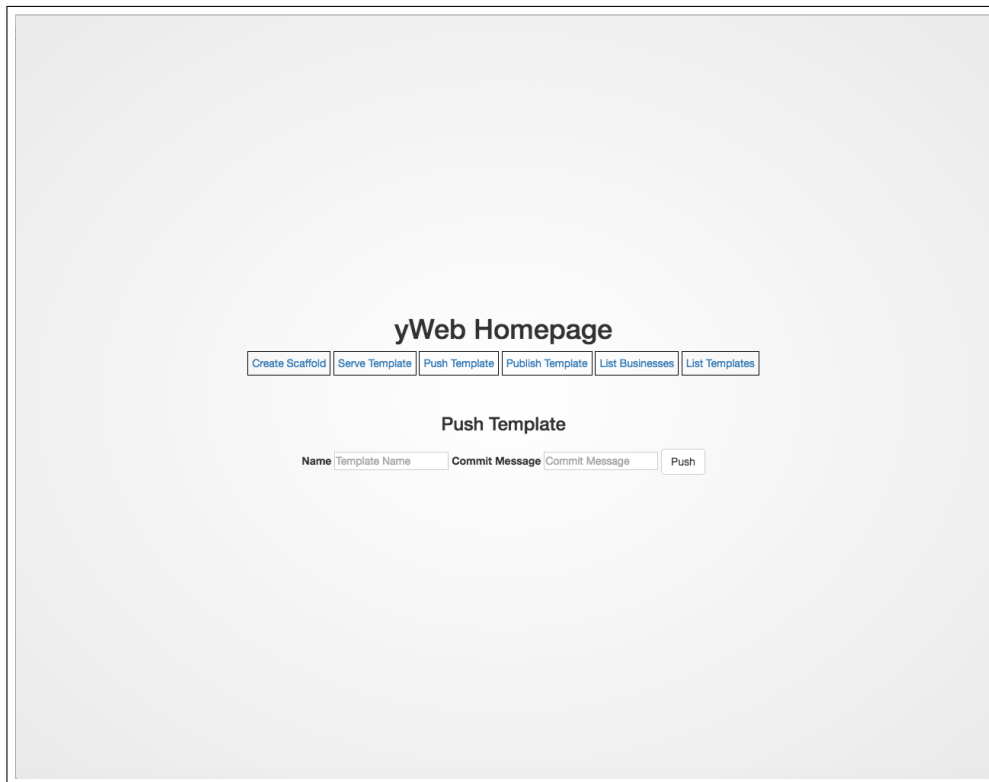 yWeb Homepage
Create Scaffold Serve Template Push Template Publish Template List Businesses List Templates
Push Template
Name Template Name Commit Message Commit Message Push